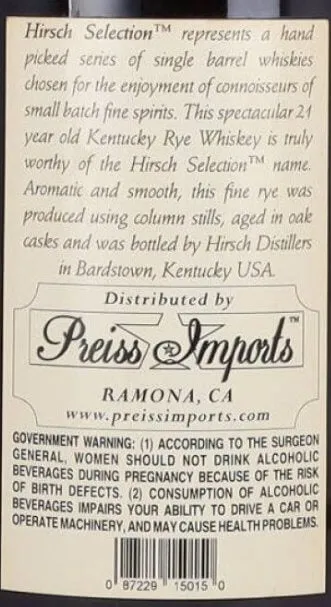 Hirsch Selection™ represents a hand
picked series of single barrel whiskies
chosen for the enjoyment of connoisseurs of
small batch fine spirits. This spectacular 21
year old Kentucky Rye Whiskey is truly
worthy of the Hirsch Selection™ name.
Aromatic and smooth, this fine rye was
produced using column stills, aged in oak
casks and was bottled by Hirsch Distillers
in Bardstown, Kentucky USA.
Distributed by
Preiss Imports™
RAMONA, CA
www.preissimports.com
GOVERNMENT WARNING: (1) ACCORDING TO THE SURGEON
GENERAL, WOMEN SHOULD NOT DRINK ALCOHOLIC
BEVERAGES DURING PREGNANCY BECAUSE OF THE RISK
OF BIRTH DEFECTS. (2) CONSUMPTION OF ALCOHOLIC
BEVERAGES IMPAIRS YOUR ABILITY TO DRIVE A CAR OR
OPERATE MACHINERY, AND MAY CAUSE HEALTH PROBLEMS.
0 87229 15015 0